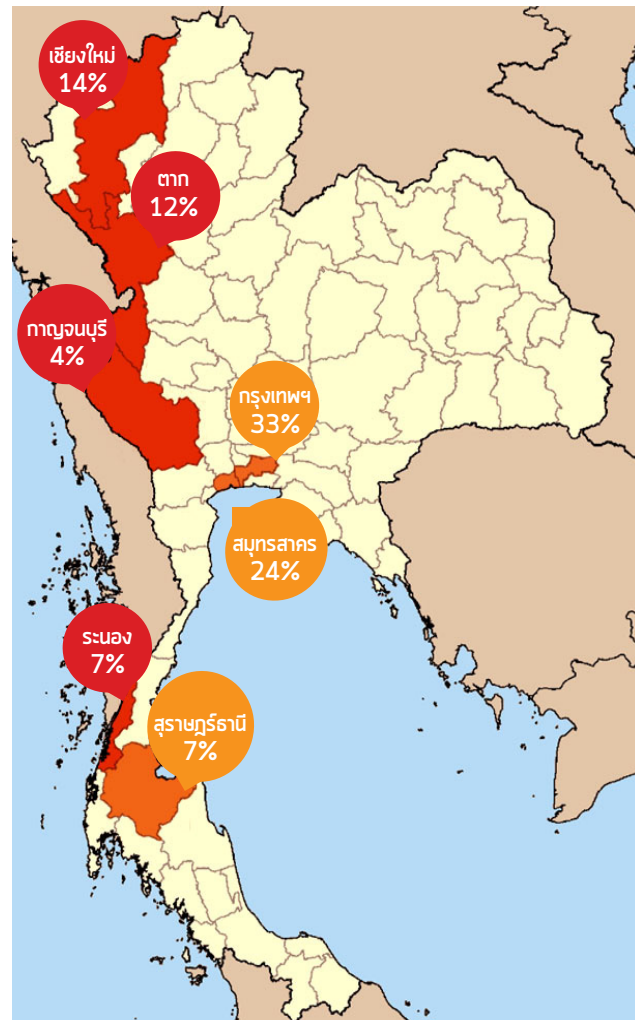 เชียงใหม่
14%
ตาก
12%
กาญจนบุรี
4%
กรุงเทพฯ
33%
สมุทรสาคร
24%
ระนอง
7%
สุราษฎร์ธานี
7%